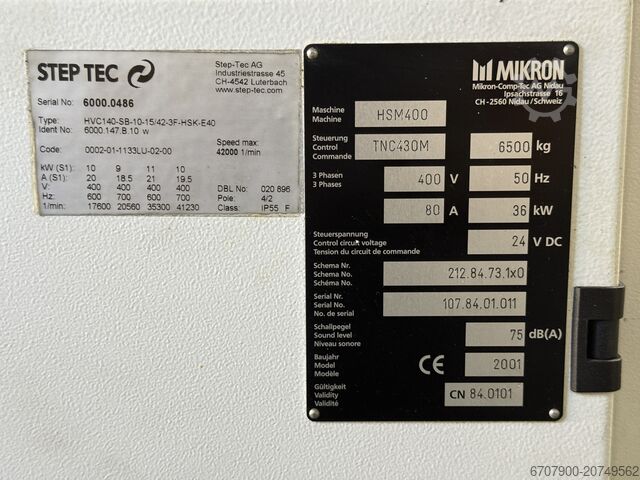 STEP TEC
Step-Tec AG
Industriestrasse 45
CH-4542 Luterbach
www.step-tec.com
Serial No: 6000.0486
Type: HVC140-SB-10-15/42-3F-HSK-E40
Ident No: 6000.147.B.10 w
Code: 0002-01-1133LU-02-00
Speed max:
42000 1/min
kW (S1): 10 9 11 10
A (S1): 20 18.5 21 19.5
V: 400 400 400 400 DBL No: 020 896
Hz: 600 700 600 700 Pole: 4/2
1/min: 17600 20560 35300 41230 Class: IP55 F
MIKRON
Mikron-Comp-Tec AG Nidau
Ipsachstrasse 16
CH-2560 Nidau/Schweiz
Maschine
Machine HSM400
Steuerung
Control TNC430M 6500 kg
Commande
3 Phasen
3 Phases 400 V 50 Hz
80 A 36 kW
Steuerspannung
Control circuit voltage 24 V DC
Tension du circuit de commande
Schema Nr.
Schema No. 212.84.73.1x0
Schéma No.
Serial Nr.
Serial No. 107.84.01.011
No. de serial
Schallpegel
Sound level 75 dB(A)
Niveau sonore
Baujahr
Model CE 2001
Modèle
Gültigkeit
Validity CN 84.0101
Validité
6707900-20749562